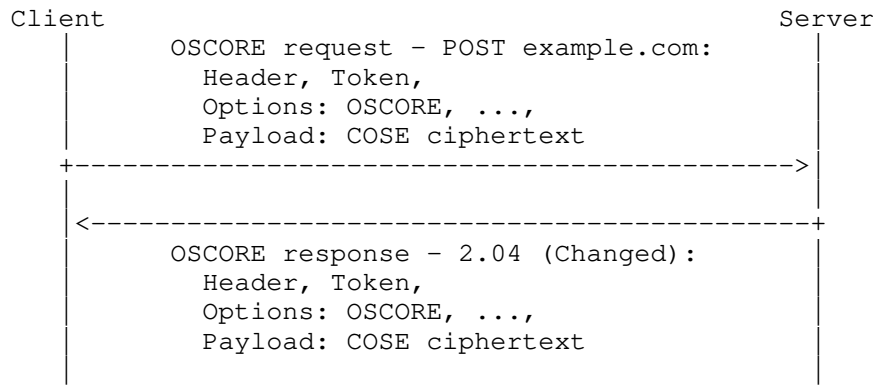 Client                                          Server
OSCORE request - POST example.com:
Header, Token,
Options: OSCORE, ...,
Payload: COSE ciphertext
OSCORE response - 2.04 (Changed):
Header, Token,
Options: OSCORE, ...,
Payload: COSE ciphertext